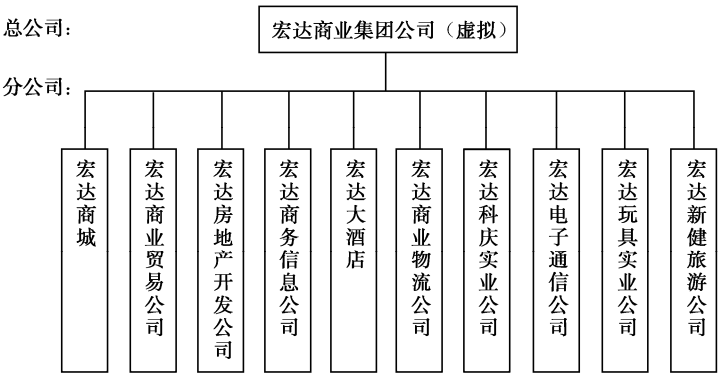 总公司：
宏达商业集团公司（虚拟）
分公司：
宏达商城
宏达商业贸易公司
宏达房地产开发公司
宏达商务信息公司
宏达大酒店
宏达商业物流公司
宏达科庆实业公司
宏达电子通信公司
宏达玩具实业公司
宏达新健旅游公司